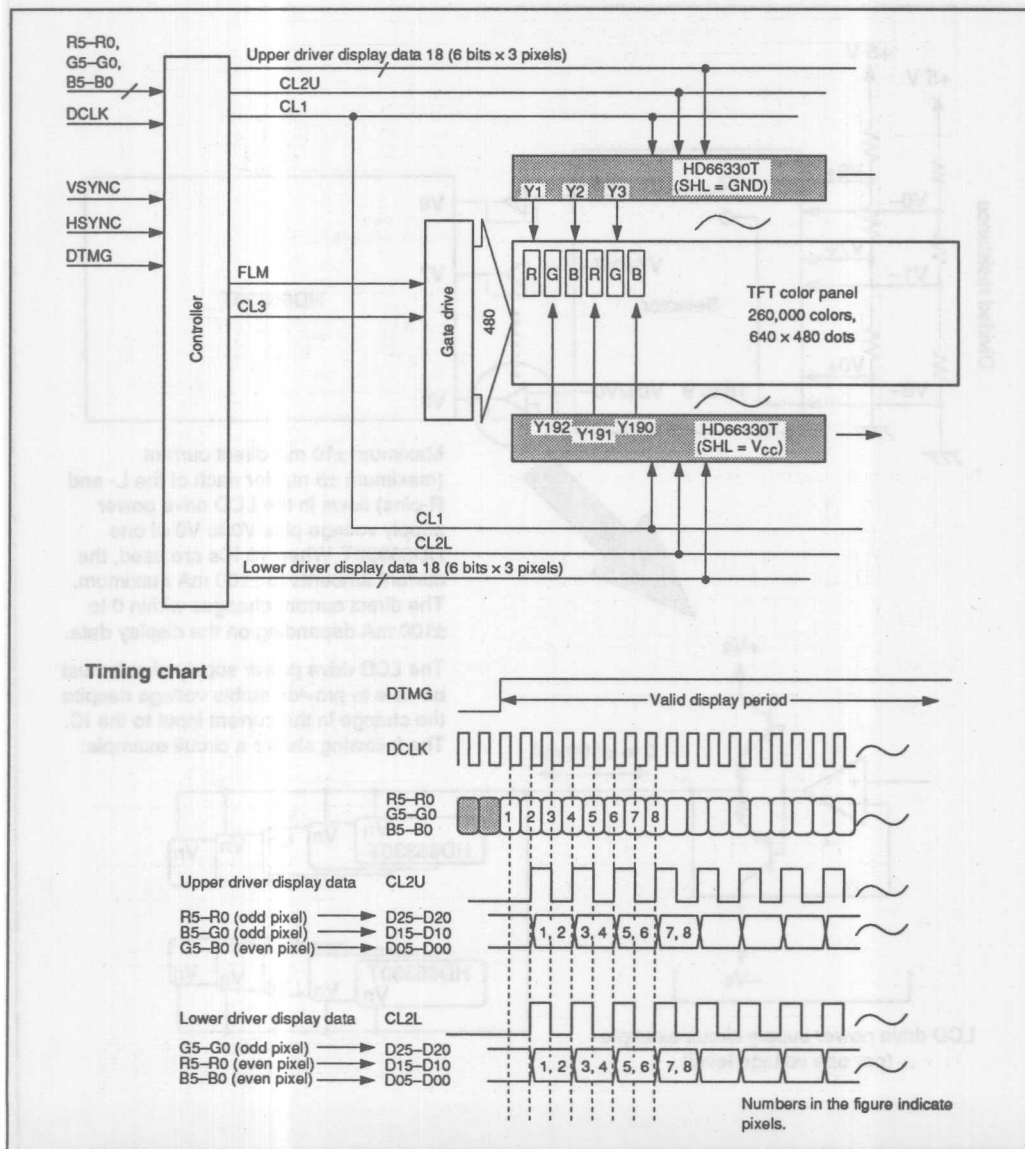 R5–R0,
G5–G0,
B5–B0
DCLK
VSYNC
HSYNC
DTMG
Controller
Upper driver display data 18 (6 bits × 3 pixels)
CL2U
CL1
HD66330T
(SHL = GND)
Y1 Y2 Y3
FLM
CL3
Gate drive
480
R G B R G B
TFT color panel
260,000 colors,
640 × 480 dots
Y192 Y191 Y190
HD66330T
(SHL = VCC)
CL1
CL2L
Lower driver display data 18 (6 bits × 3 pixels)
Timing chart
DTMG
Valid display period
DCLK
R5–R0
G5–G0
B5–B0
1 2 3 4 5 6 7 8
Upper driver display data CL2U
R5–R0 (odd pixel) D25–D20
B5–G0 (odd pixel) D15–D10
G5–B0 (even pixel) D05–D00
1, 2 3, 4 5, 6 7, 8
Lower driver display data CL2L
G5–G0 (odd pixel) D25–D20
R5–R0 (even pixel) D15–D10
B5–B0 (even pixel) D05–D00
1, 2 3, 4 5, 6 7, 8
Numbers in the figure indicate
pixels.